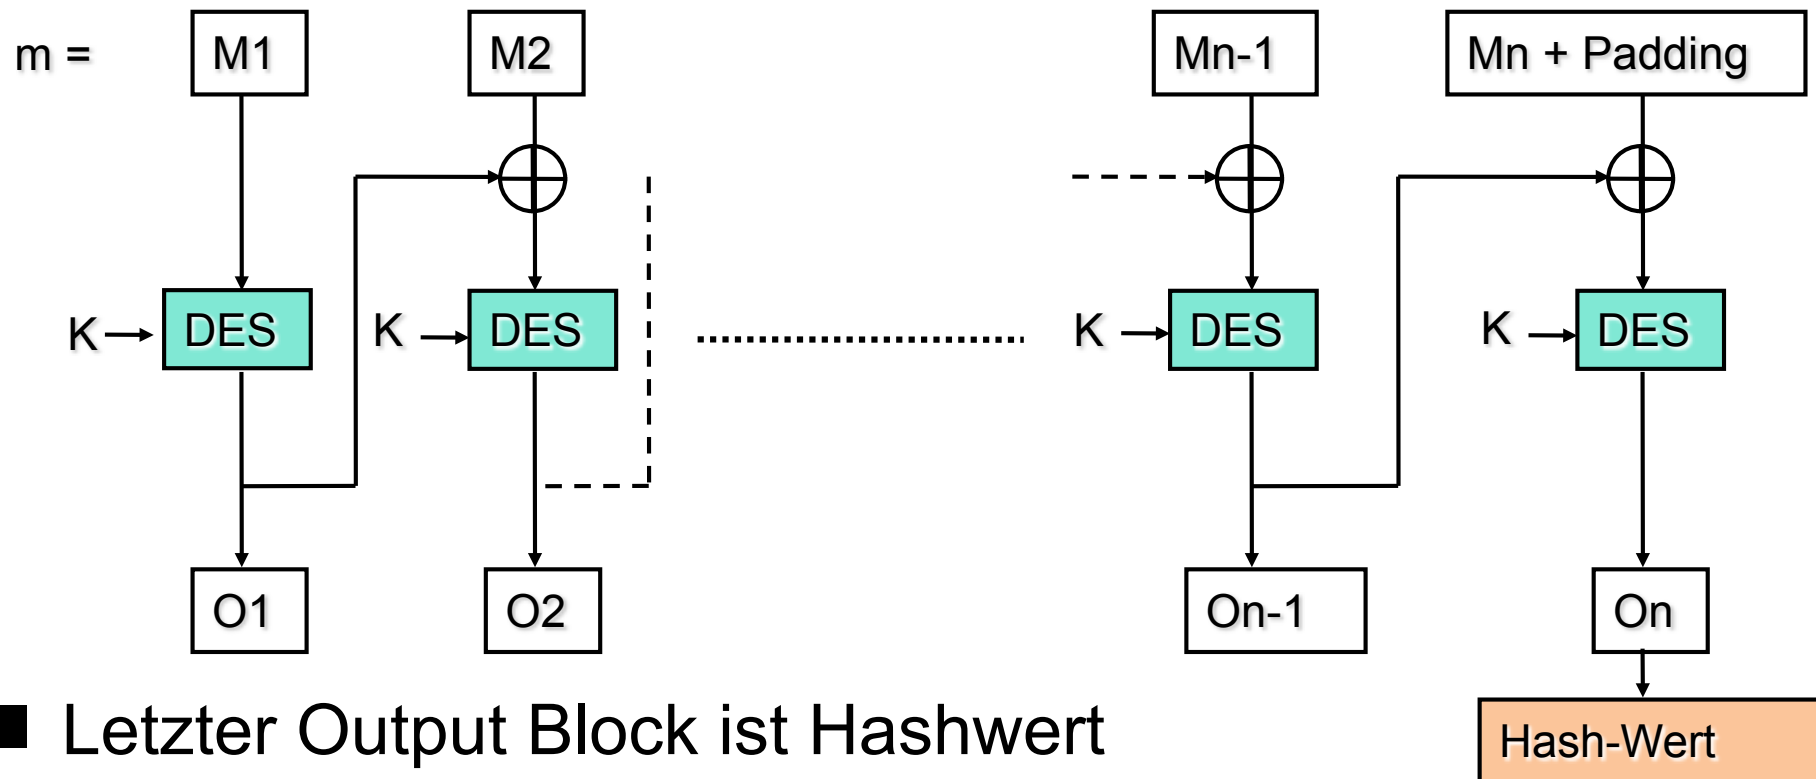 m = M1 M2 Mn-1 Mn + Padding
K DES K DES K DES K DES
O1 O2 On-1 On
Letzter Output Block ist Hashwert
Hash-Wert